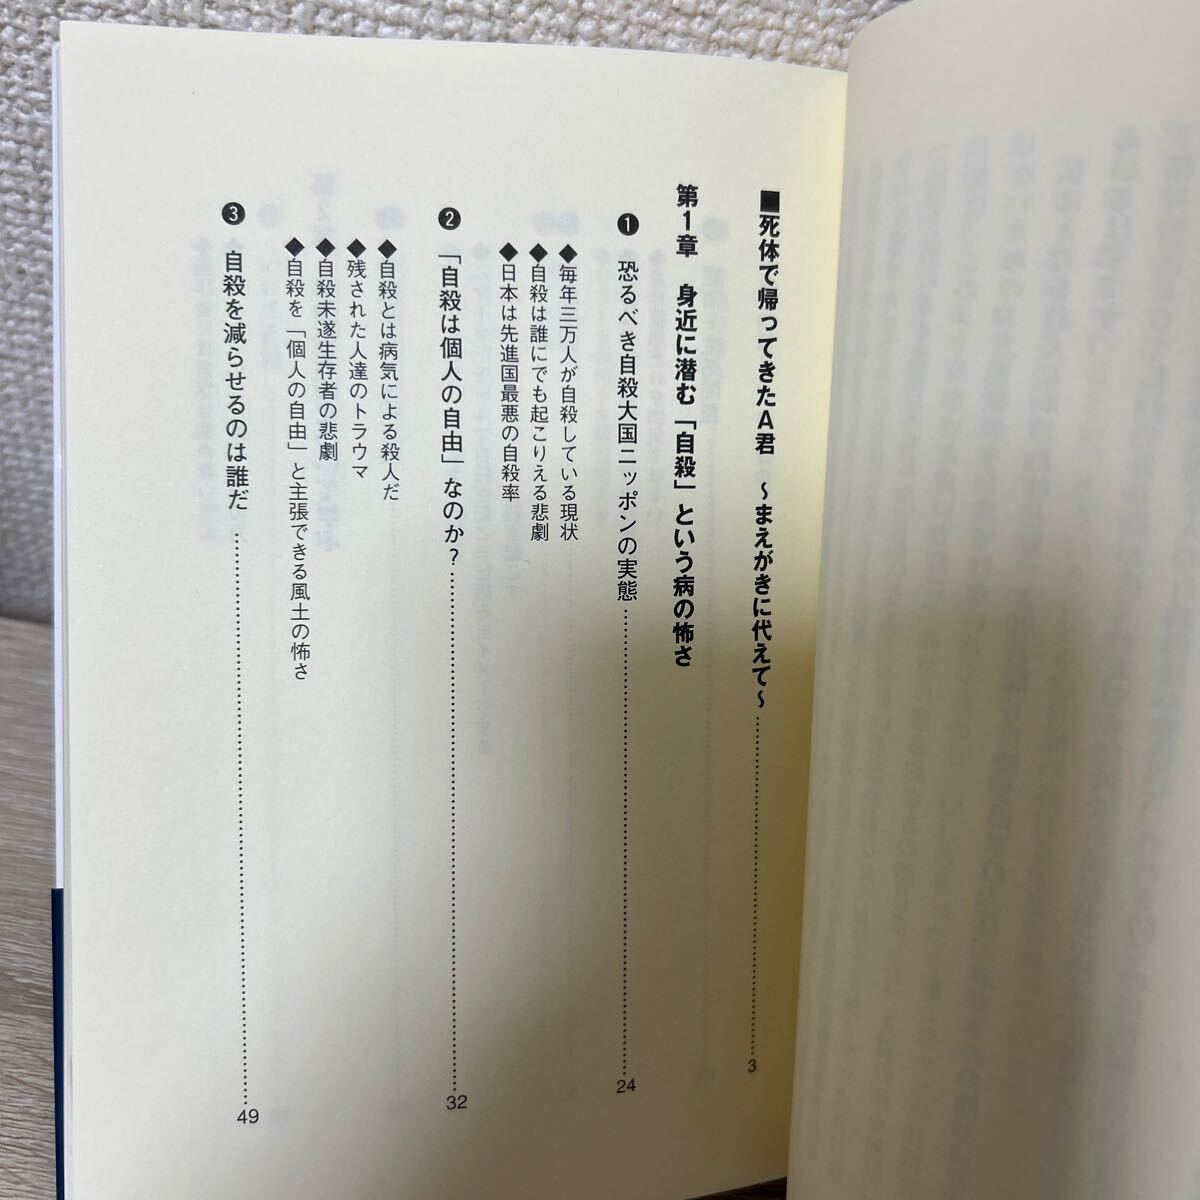 ■死体で帰ってきたA君　～まえがきに代えて～……………3
第1章　身近に潜む「自殺」という病の怖さ
❶ 恐るべき自殺大国ニッポンの実態……………24
◆毎年三万人が自殺している現状
◆自殺は誰にでも起こりえる悲劇
◆日本は先進国最悪の自殺率
❷ 「自殺は個人の自由」なのか？……………32
◆自殺とは病気による殺人だ
◆残された人達のトラウマ
◆自殺未遂生存者の悲劇
◆自殺を「個人の自由」と主張できる風土の怖さ
❸ 自殺を減らせるのは誰だ……………49